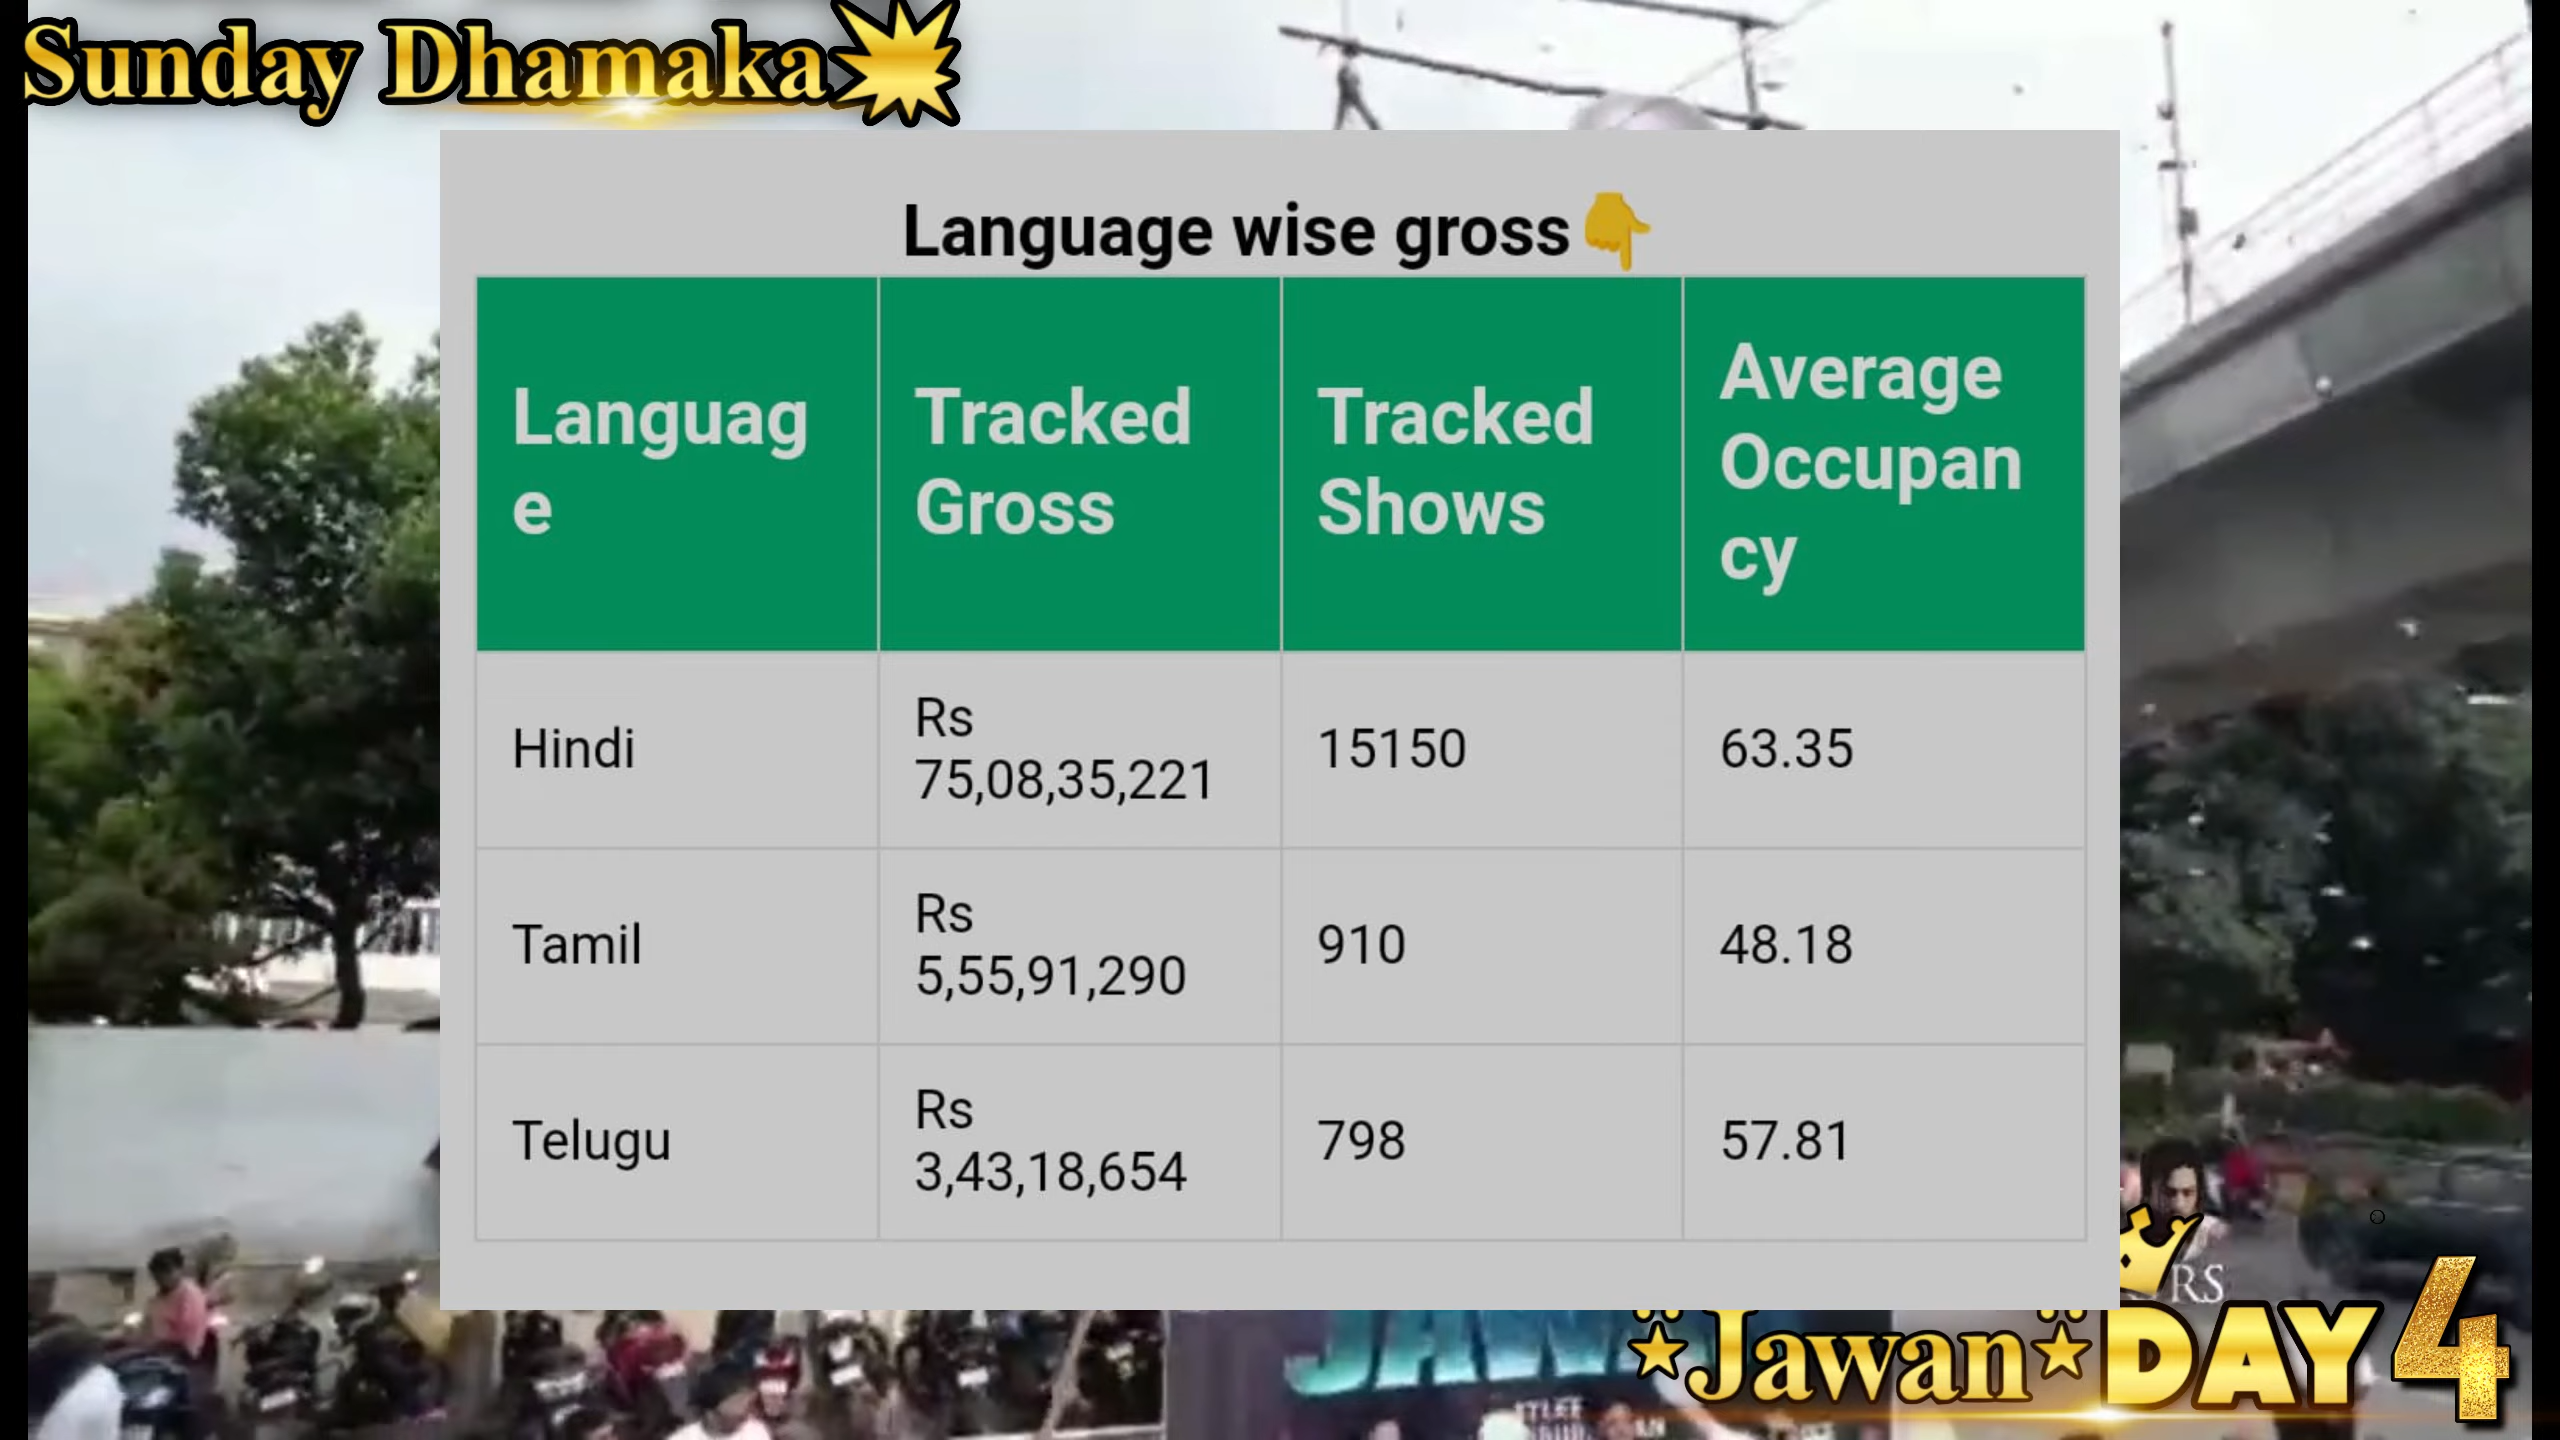 Sunday Dhamaka
Language wise gross👇
Languag
e
Tracked
Gross
Tracked
Shows
Average
Occupan
cy
Hindi
Rs
75,08,35,221
15150
63.35
Tamil
Rs
5,55,91,290
910
48.18
Telugu
Rs
3,43,18,654
798
57.81
RS
Jawan DAY 4
JAWAN